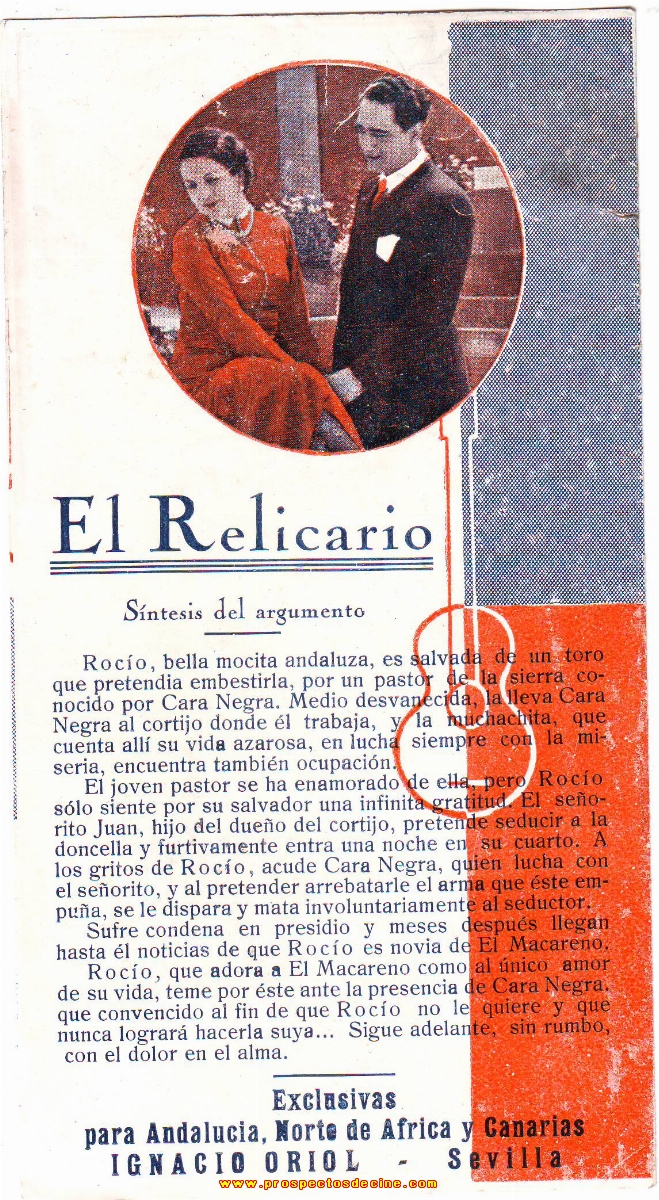 El Relicario
Síntesis del argumento
Rocío, bella mocita andaluza, es salvada de un toro
que pretendia embestirla, por un pastor de la sierra co-
nocido por Cara Negra. Medio desvanecida, la lleva Cara
Negra al cortijo donde él trabaja, y la muchachita, que
cuenta allí su vida azarosa, en lucha siempre con la mi-
seria, encuentra también ocupación.
El joven pastor se ha enamorado de ella, pero Rocío
sólo siente por su salvador una infinita gratitud. El seño-
rito Juan, hijo del dueño del cortijo, pretende seducir a la
doncella y furtivamente entra una noche en su cuarto. A
los gritos de Rocío, acude Cara Negra, quien lucha con
el señorito, y al pretender arrebatarle el arma que éste em-
puña, se le dispara y mata involuntariamente al seductor.
Sufre condena en presidio y meses después llegan
hasta él noticias de que Rocío es novia de El Macareno.
Rocío, que adora a El Macareno como al único amor
de su vida, teme por éste ante la presencia de Cara Negra.
que convencido al fin de que Rocío no le quiere y que
nunca logrará hacerla suya... Sigue adelante, sin rumbo,
con el dolor en el alma.
Exclusivas
para Andalucia, Norte de Africa y Canarias
IGNACIO ORIOL - Sevilla
www.prospectosdecine.com